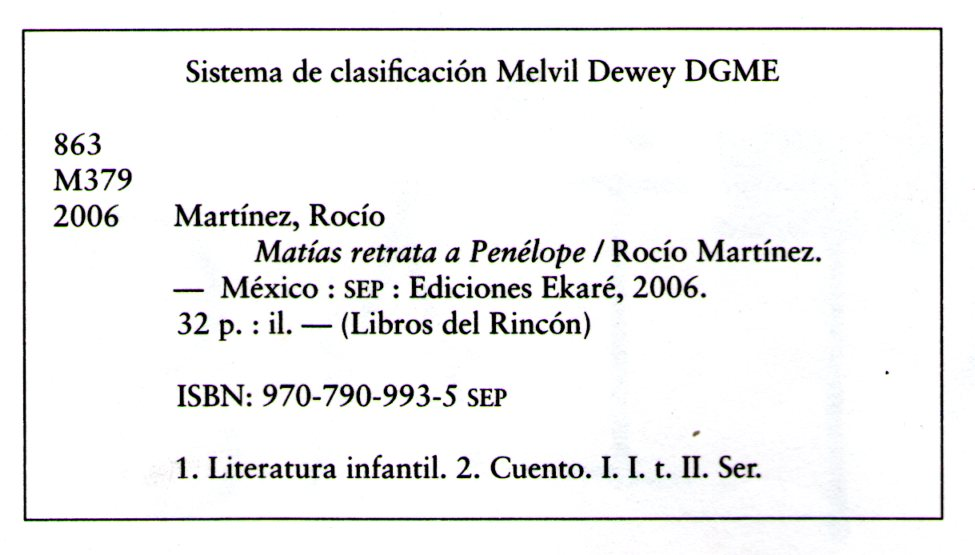 Sistema de clasificación Melvil Dewey DGME
863
M379
2006 Martínez, Rocío
Matías retrata a Penélope / Rocío Martínez.
— México : SEP : Ediciones Ekaré, 2006.
32 p. : il. — (Libros del Rincón)
ISBN: 970-790-993-5 SEP
1. Literatura infantil. 2. Cuento. I. I. t. II. Ser.